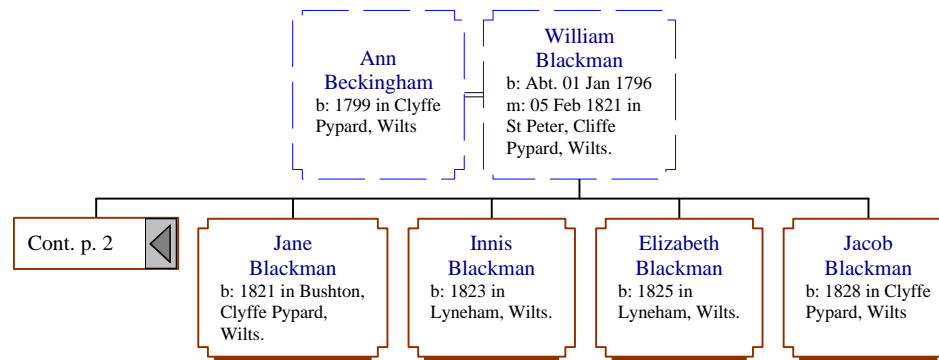 Ann
Beckingham
b: 1799 in Clyffe
Pypard, Wilts
William
Blackman
b: Abt. 01 Jan 1796
m: 05 Feb 1821 in
St Peter, Cliffe
Pypard, Wilts.
Cont. p. 2
Jane
Blackman
b: 1821 in Bushton,
Clyffe Pypard,
Wilts.
Innis
Blackman
b: 1823 in
Lyneham, Wilts.
Elizabeth
Blackman
b: 1825 in
Lyneham, Wilts.
Jacob
Blackman
b: 1828 in Clyffe
Pypard, Wilts